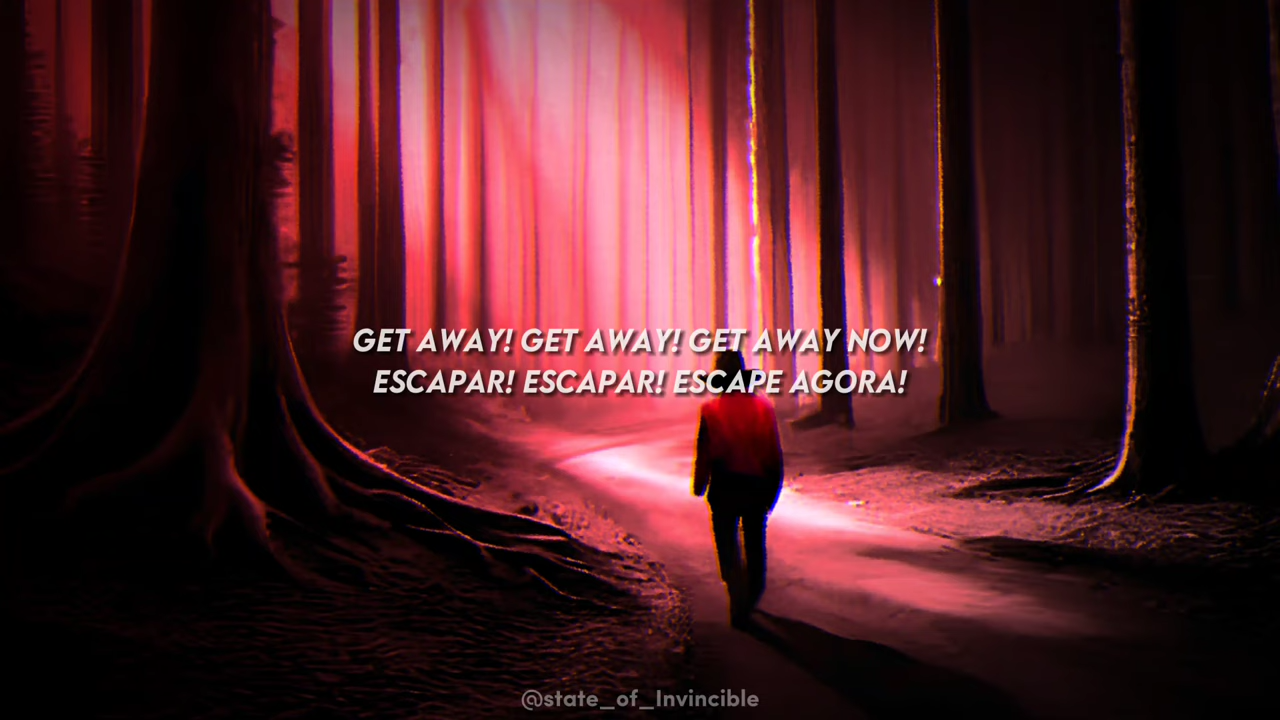 GET AWAY! GET AWAY! GET AWAY NOW!
ESCAPAR! ESCAPAR! ESCAPE AGORA!
@state_of_Invincible